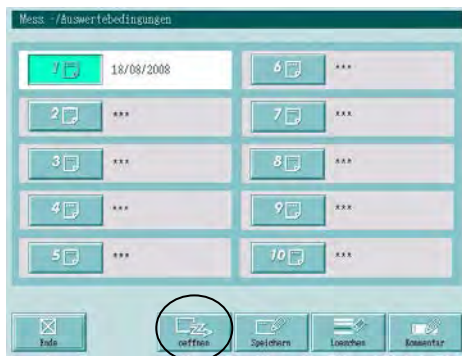 Mess. -/Auswertebedingungen
1 18/08/2008
2 ***
3 ***
4 ***
5 ***
6 ***
7 ***
8 ***
9 ***
10 ***
Ende
oeffnen
Speichern
Loeschen
Kommentar